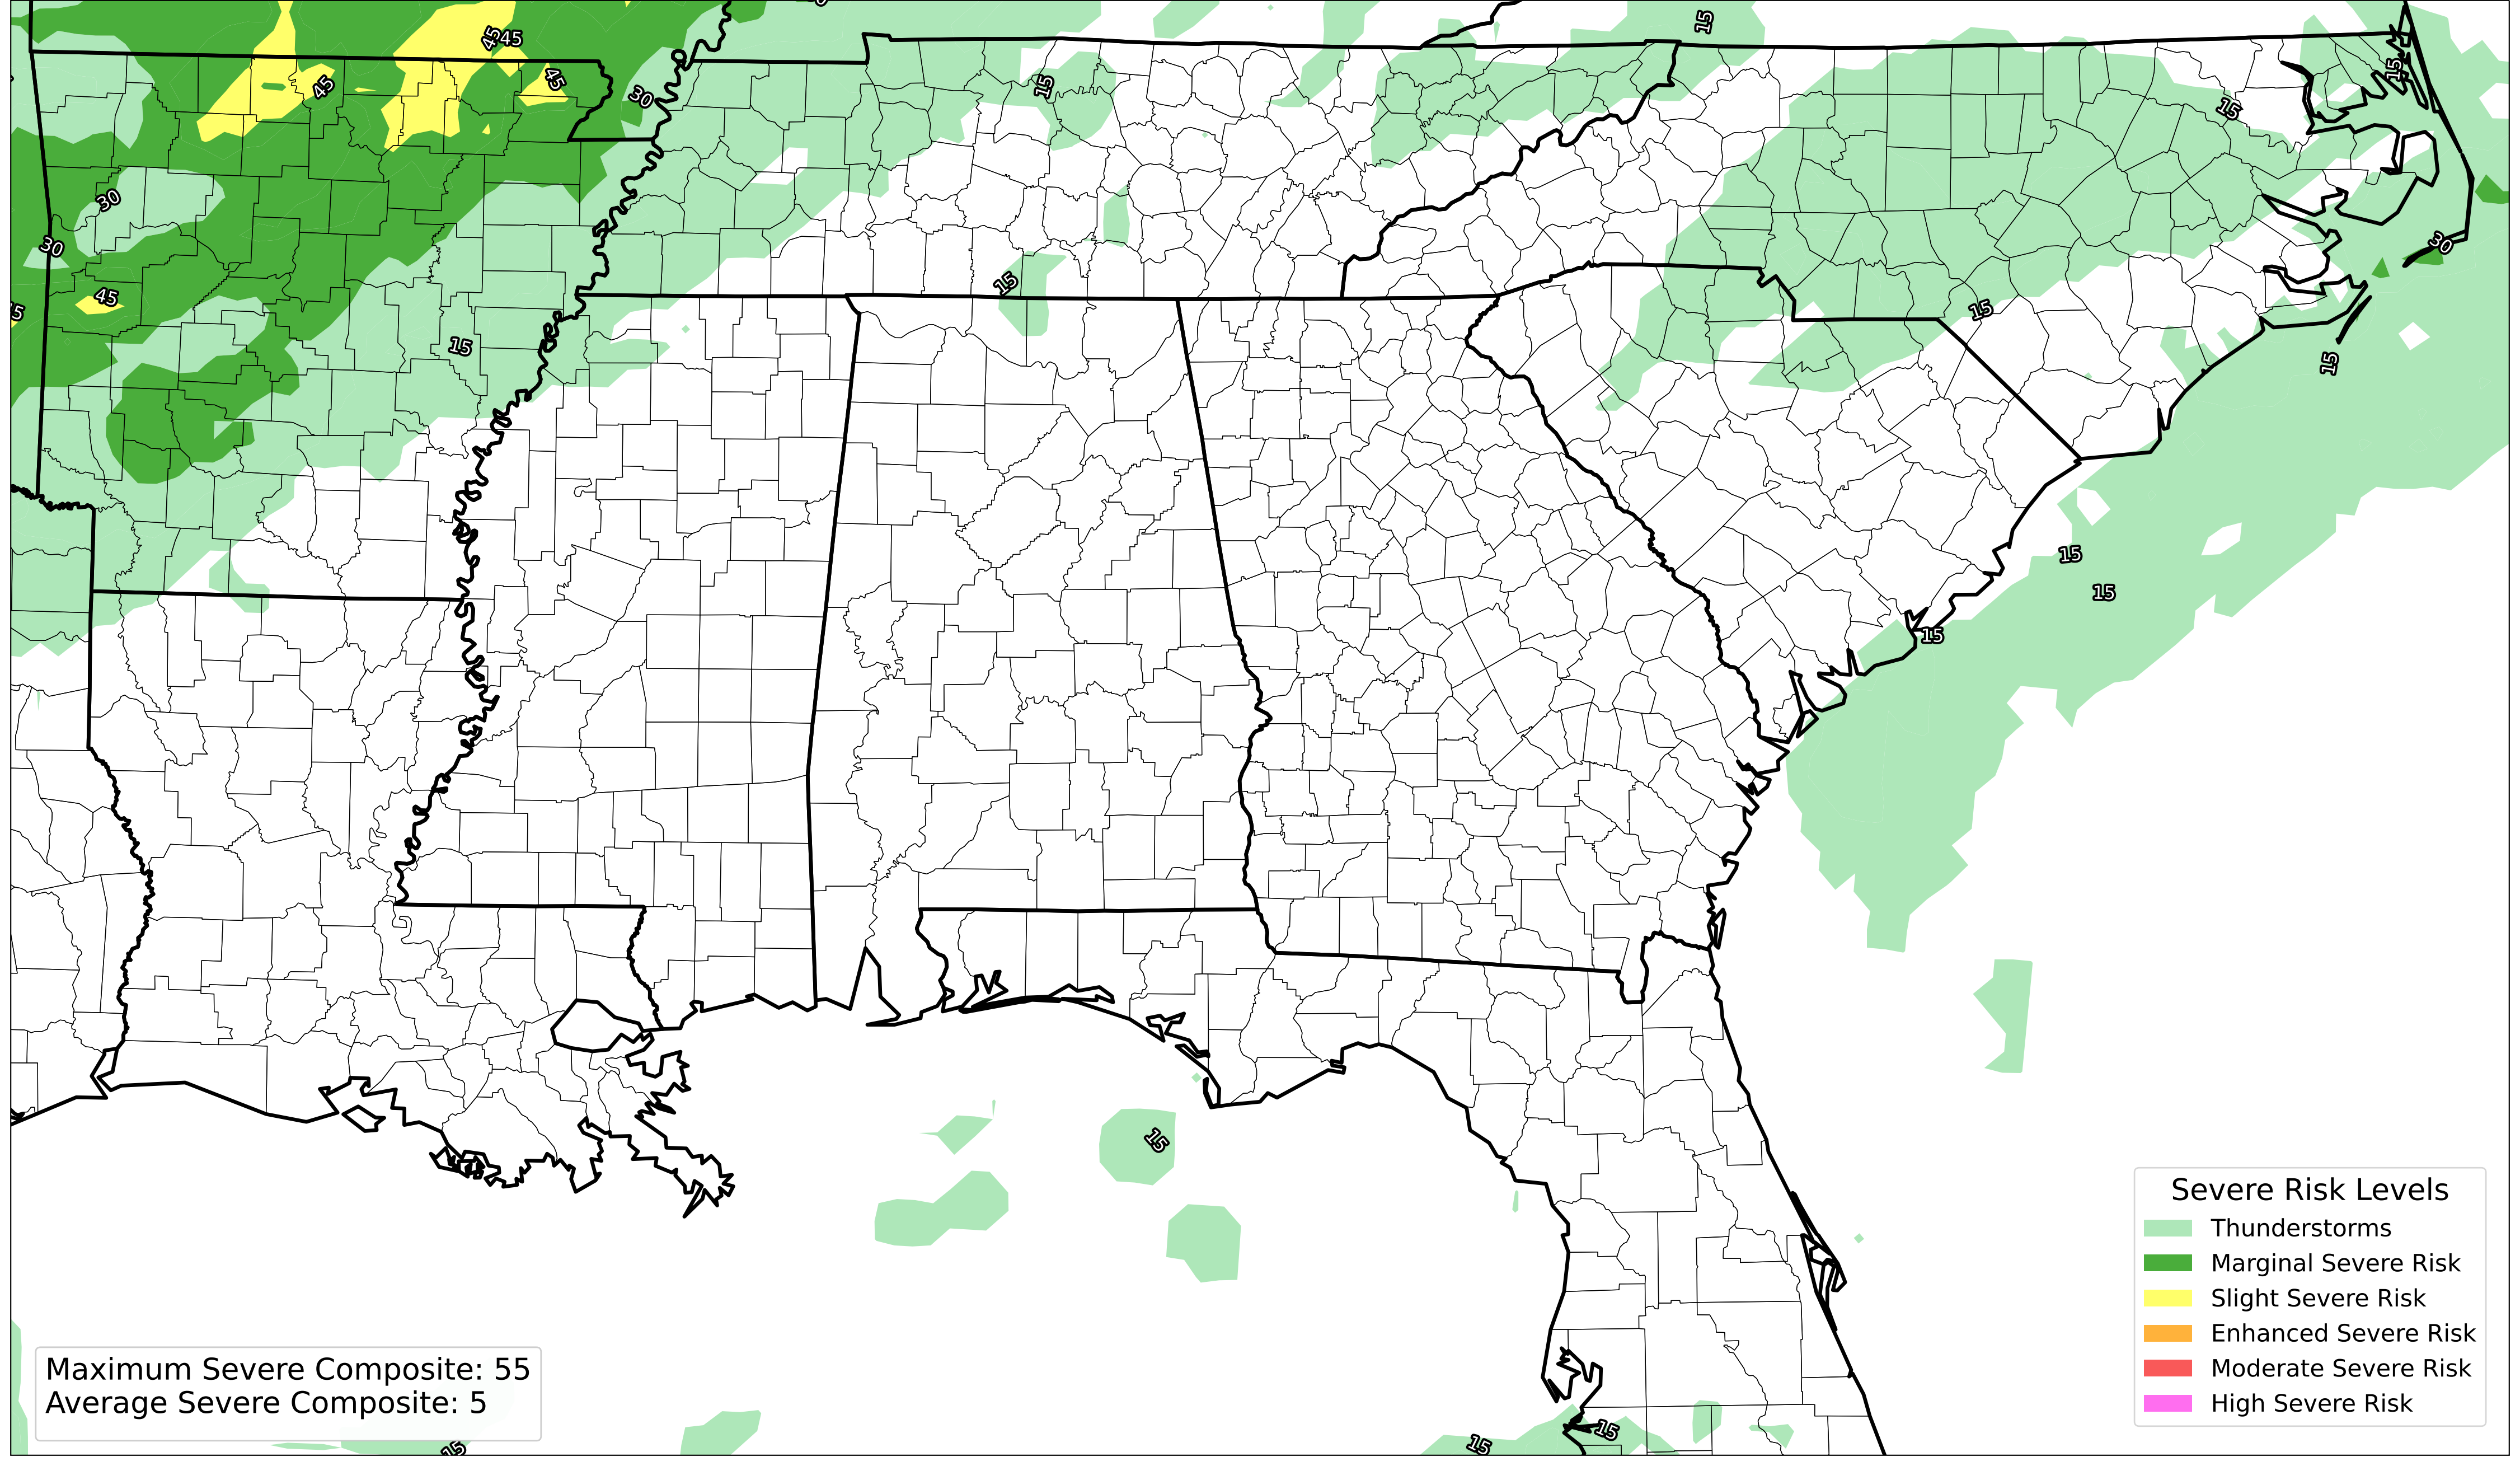 15
45
45
15
45
45
30
15
15
30
30
30
15
45
15
5
15
15
15
15
15
15
Severe Risk Levels
Thunderstorms
Marginal Severe Risk
Slight Severe Risk
Enhanced Severe Risk
Moderate Severe Risk
High Severe Risk
Maximum Severe Composite: 55
Average Severe Composite: 5
15
15
15